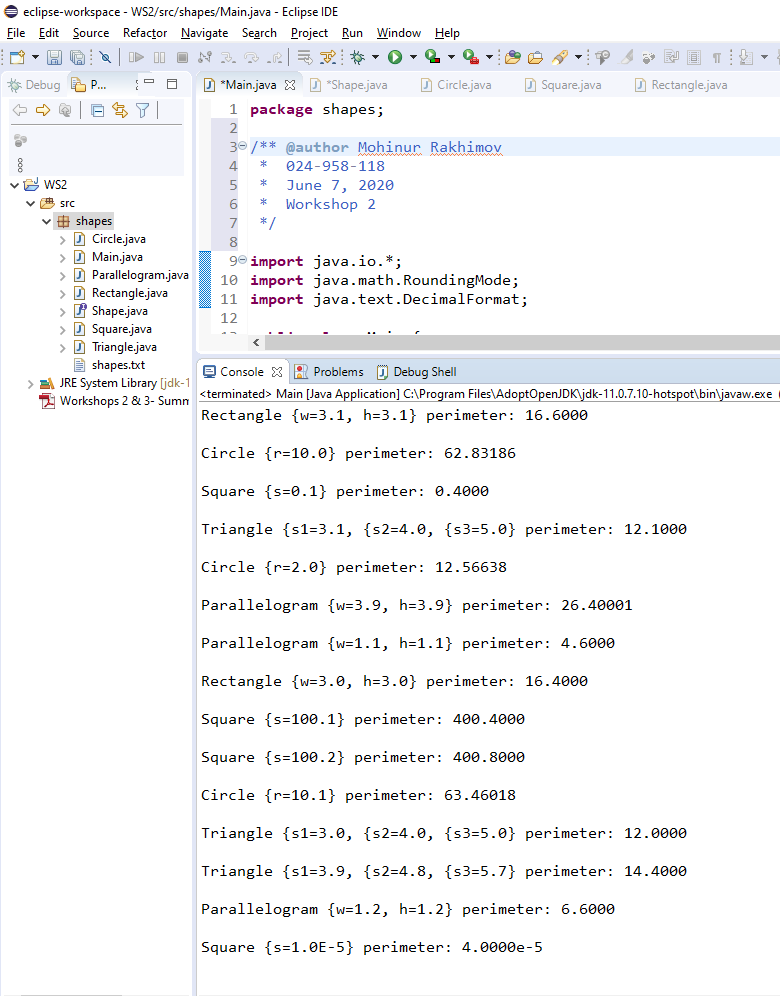 eclipse-workspace - WS2/src/shapes/Main.java - Eclipse IDE
File Edit Source Refactor Navigate Search Project Run Window Help
Debug P...
*Main.java *Shape.java Circle.java Square.java Rectangle.java
WS2
src
shapes
Circle.java
Main.java
Parallelogram.java
Rectangle.java
Shape.java
Square.java
Triangle.java
shapes.txt
JRE System Library [jdk-1
Workshops 2 & 3- Sumn
1 package shapes;
2
3 /** @author Mohinur Rakhimov
4 * 024-958-118
5 * June 7, 2020
6 * Workshop 2
7 */
8
9 import java.io.*;
10 import java.math.RoundingMode;
11 import java.text.DecimalFormat;
12
Console Problems Debug Shell
<terminated> Main [Java Application] C:\Program Files\AdoptOpenJDK\jdk-11.0.7.10-hotspot\bin\javaw.exe (
Rectangle {w=3.1, h=3.1} perimeter: 16.6000
Circle {r=10.0} perimeter: 62.83186
Square {s=0.1} perimeter: 0.4000
Triangle {s1=3.1, {s2=4.0, {s3=5.0} perimeter: 12.1000
Circle {r=2.0} perimeter: 12.56638
Parallelogram {w=3.9, h=3.9} perimeter: 26.40001
Parallelogram {w=1.1, h=1.1} perimeter: 4.6000
Rectangle {w=3.0, h=3.0} perimeter: 16.4000
Square {s=100.1} perimeter: 400.4000
Square {s=100.2} perimeter: 400.8000
Circle {r=10.1} perimeter: 63.46018
Triangle {s1=3.0, {s2=4.0, {s3=5.0} perimeter: 12.0000
Triangle {s1=3.9, {s2=4.8, {s3=5.7} perimeter: 14.4000
Parallelogram {w=1.2, h=1.2} perimeter: 6.6000
Square {s=1.0E-5} perimeter: 4.0000e-5